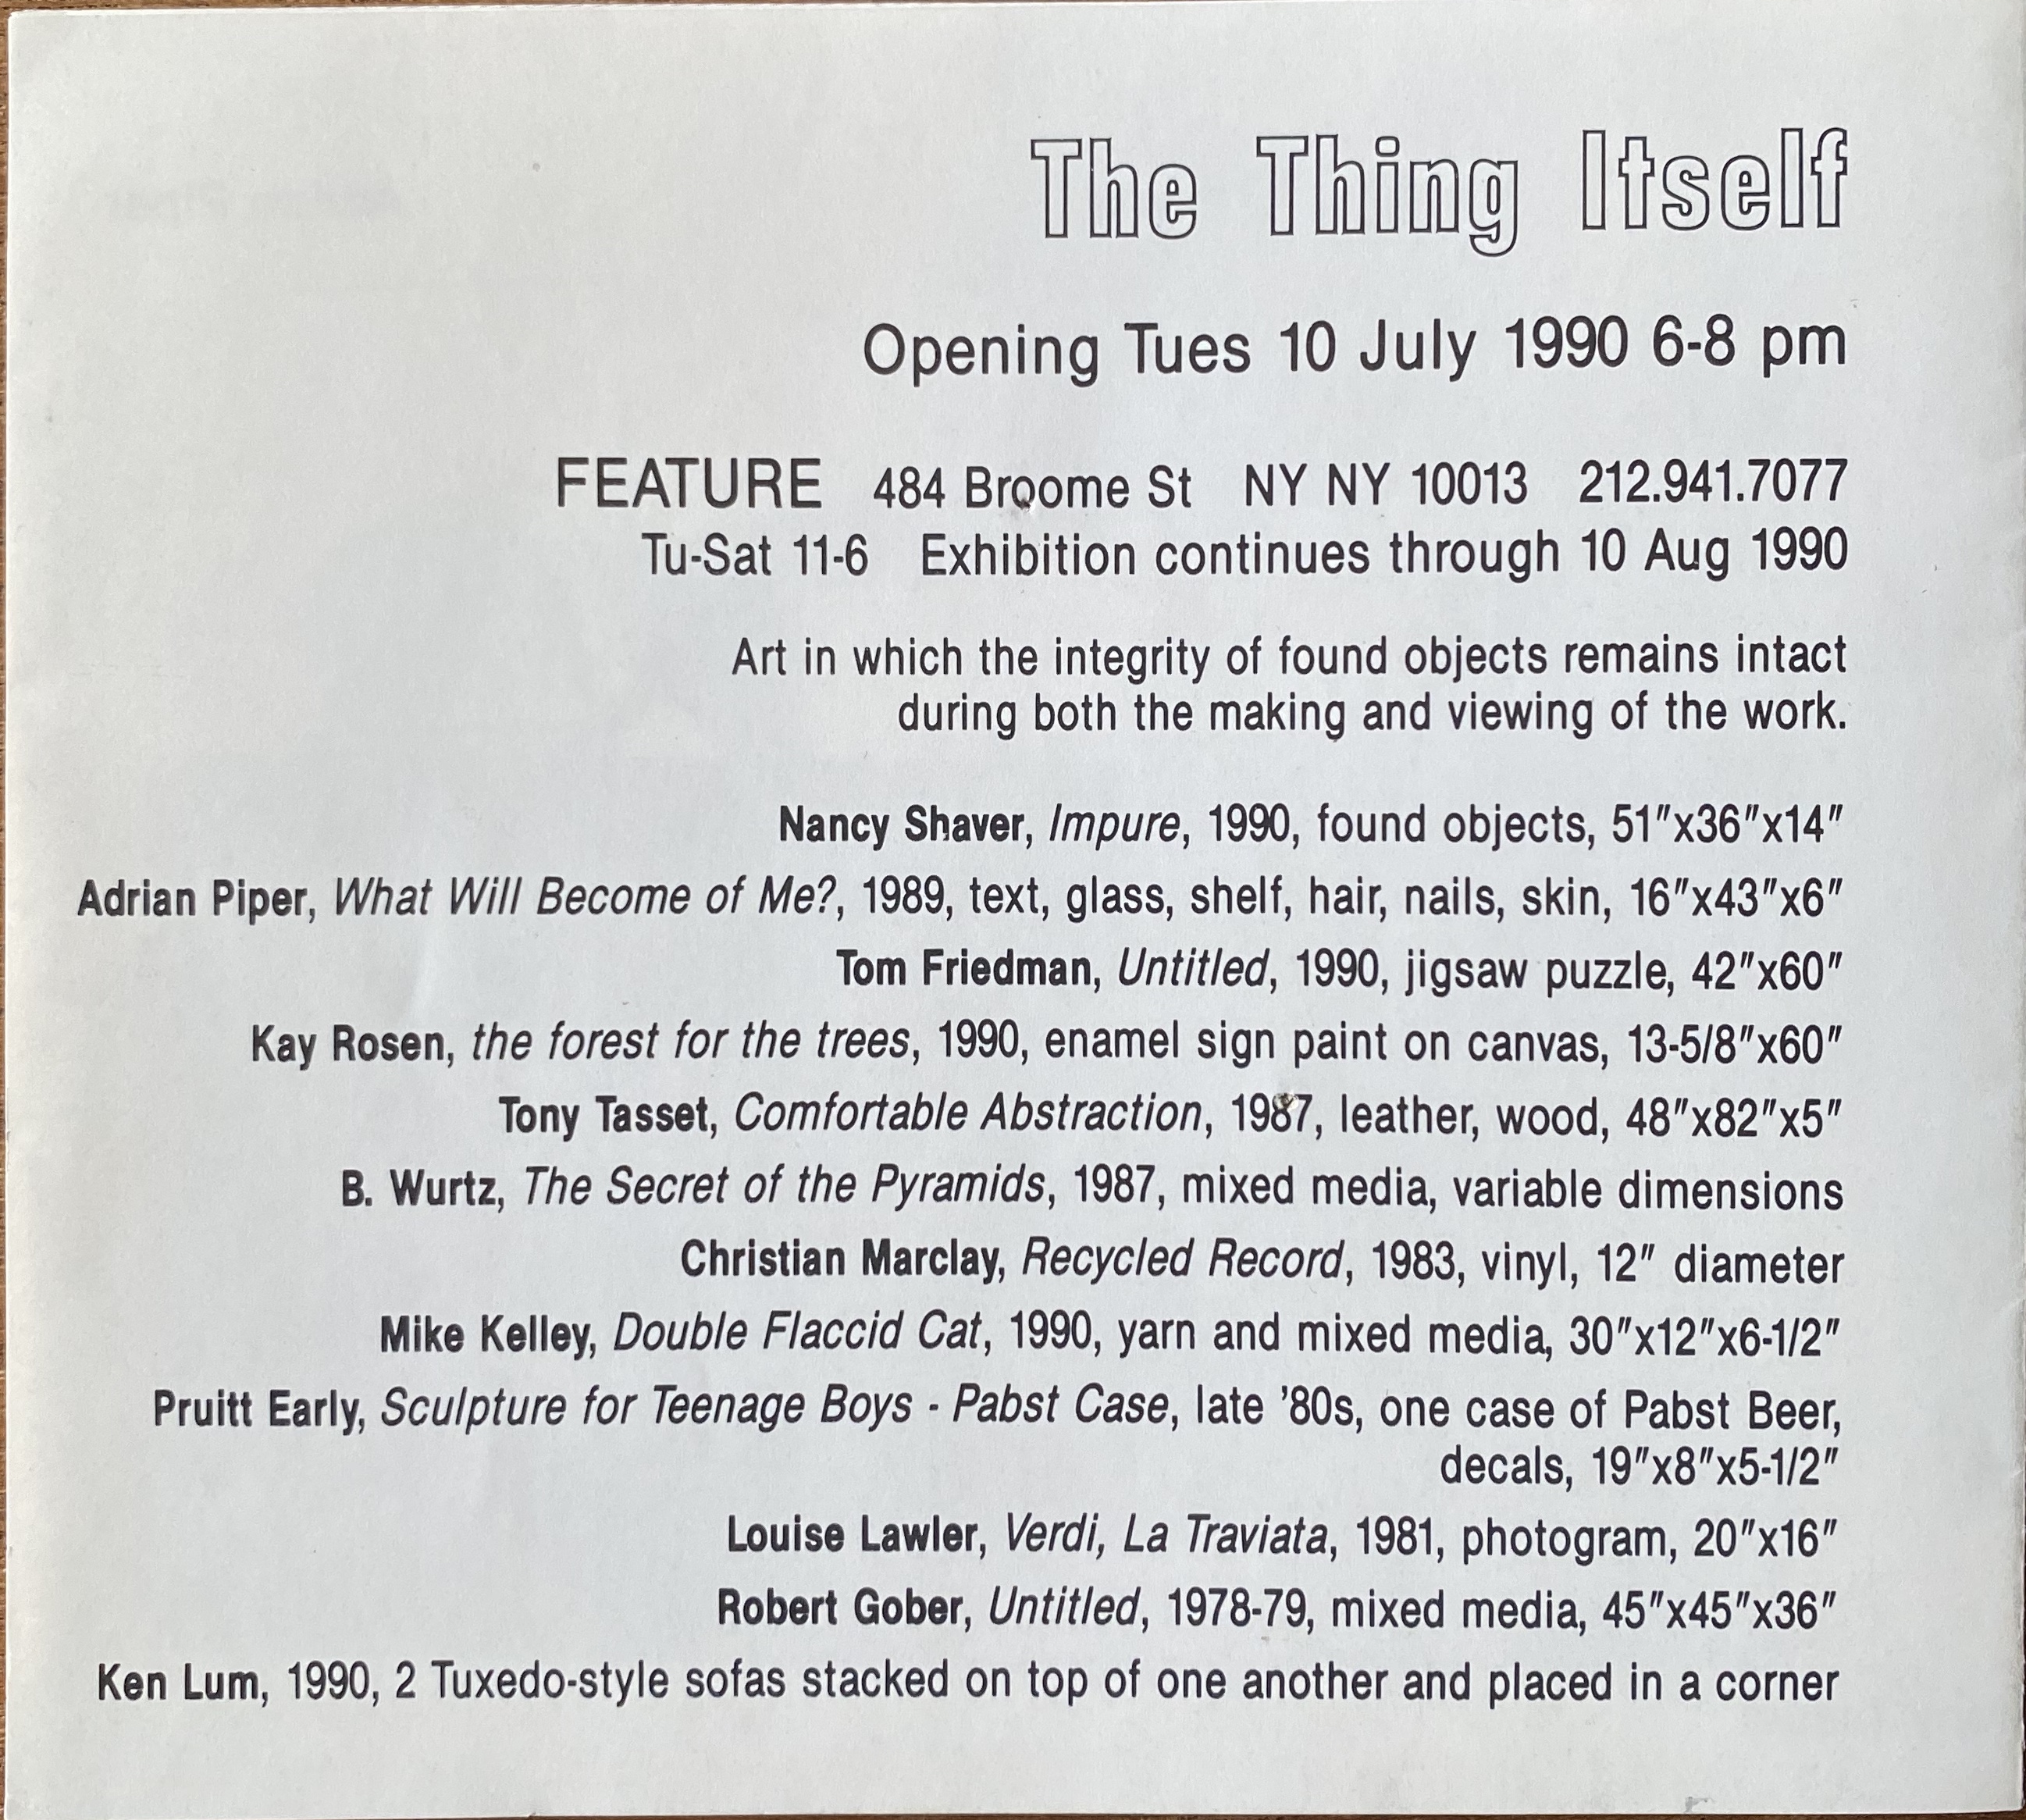 The Thing Itself
Opening Tues 10 July 1990 6-8 pm
FEATURE 484 Broome St NY NY 10013 212.941.7077
Tu-Sat 11-6 Exhibition continues through 10 Aug 1990
Art in which the integrity of found objects remains intact
during both the making and viewing of the work.
Nancy Shaver, Impure, 1990, found objects, 51″x36″x14″
Adrian Piper, What Will Become of Me?, 1989, text, glass, shelf, hair, nails, skin, 16″x43″x6″
Tom Friedman, Untitled, 1990, jigsaw puzzle, 42″x60″
Kay Rosen, the forest for the trees, 1990, enamel sign paint on canvas, 13-5/8″x60″
Tony Tasset, Comfortable Abstraction, 1987, leather, wood, 48″x82″x5″
B. Wurtz, The Secret of the Pyramids, 1987, mixed media, variable dimensions
Christian Marclay, Recycled Record, 1983, vinyl, 12″ diameter
Mike Kelley, Double Flaccid Cat, 1990, yarn and mixed media, 30″x12″x6-1/2″
Pruitt Early, Sculpture for Teenage Boys - Pabst Case, late ’80s, one case of Pabst Beer,
decals, 19″x8″x5-1/2″
Louise Lawler, Verdi, La Traviata, 1981, photogram, 20″x16″
Robert Gober, Untitled, 1978-79, mixed media, 45″x45″x36″
Ken Lum, 1990, 2 Tuxedo-style sofas stacked on top of one another and placed in a corner